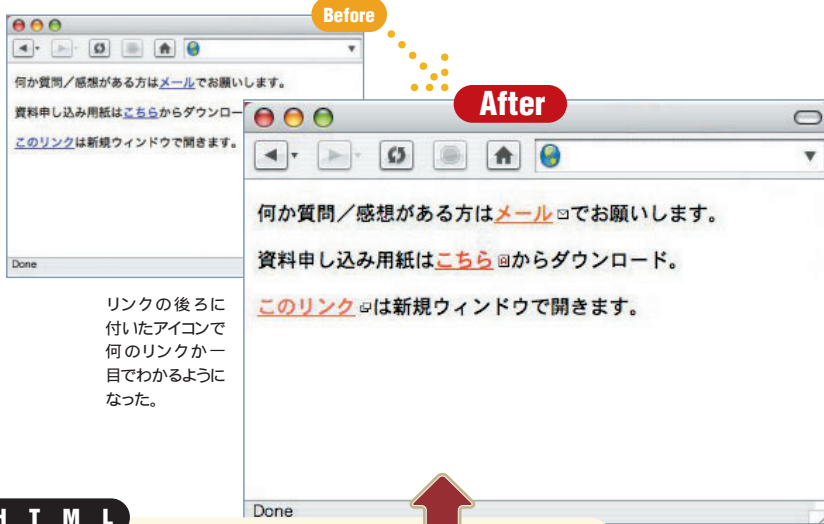 Before
何か質問／感想がある方はメールでお願いします。
資料申し込み用紙はこちらからダウンロー
このリンクは新規ウィンドウで開きます。
Done
After
何か質問／感想がある方はメールでお願いします。
資料申し込み用紙はこちらからダウンロード。
このリンクは新規ウィンドウで開きます。
Done
リンクの後ろに
付いたアイコンで
何のリンクか一
目でわかるように
なった。
HTML